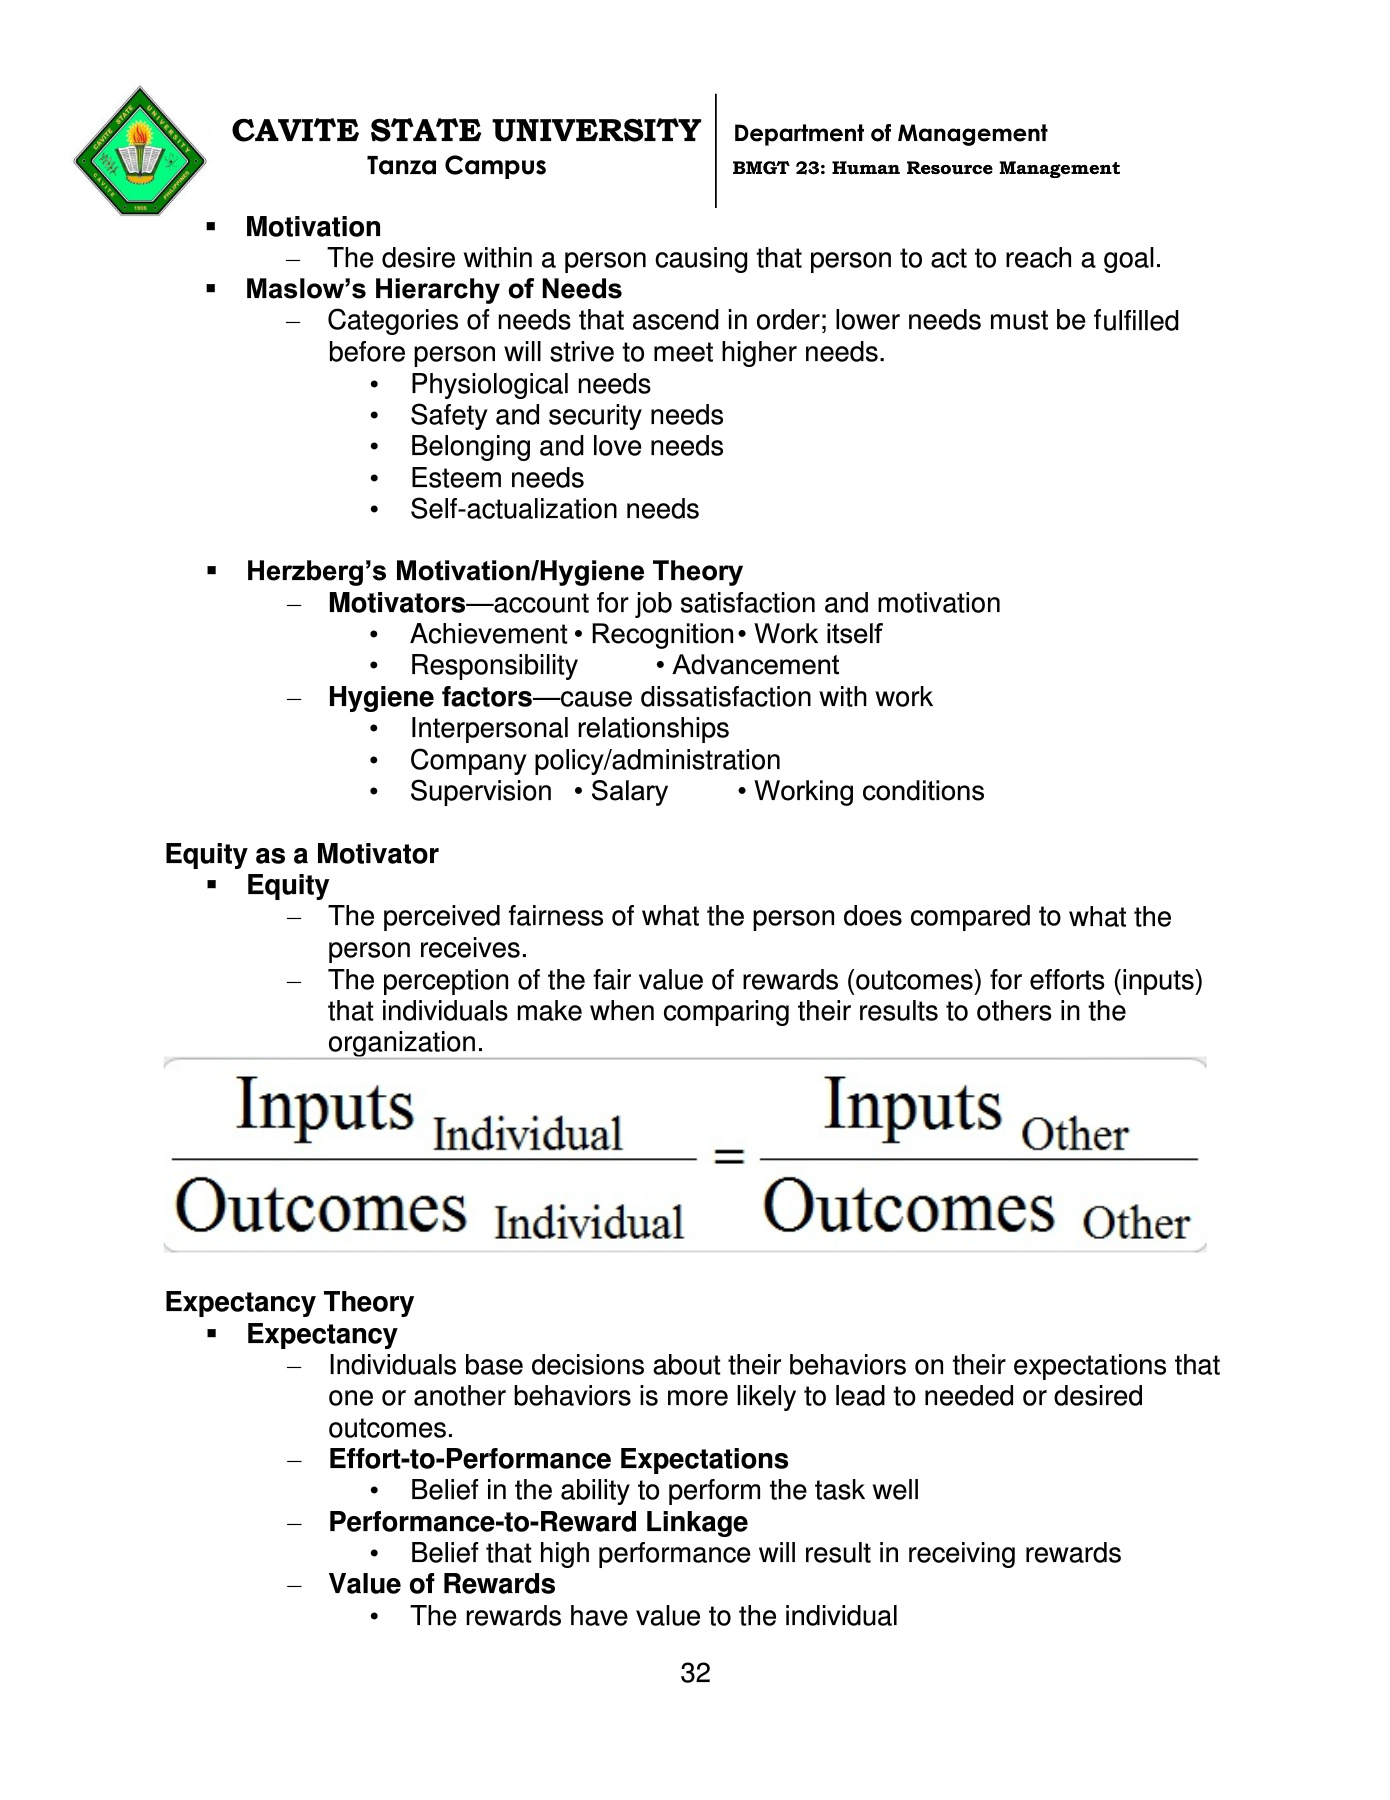 CAVITE STATE UNIVERSITY
Tanza Campus
Department of Management
BMGT 23: Human Resource Management
CAVITE STATE UNIVERSITY
CAVITE PHILIPPINES
1906
▪ Motivation
– The desire within a person causing that person to act to reach a goal.
▪ Maslow’s Hierarchy of Needs
– Categories of needs that ascend in order; lower needs must be fulfilled
before person will strive to meet higher needs.
• Physiological needs
• Safety and security needs
• Belonging and love needs
• Esteem needs
• Self-actualization needs
▪ Herzberg’s Motivation/Hygiene Theory
– Motivators—account for job satisfaction and motivation
• Achievement • Recognition • Work itself
• Responsibility • Advancement
– Hygiene factors—cause dissatisfaction with work
• Interpersonal relationships
• Company policy/administration
• Supervision • Salary • Working conditions
Equity as a Motivator
▪ Equity
– The perceived fairness of what the person does compared to what the
person receives.
– The perception of the fair value of rewards (outcomes) for efforts (inputs)
that individuals make when comparing their results to others in the
organization.
Inputs Individual = Inputs Other
Outcomes Individual Outcomes Other
Expectancy Theory
▪ Expectancy
– Individuals base decisions about their behaviors on their expectations that
one or another behaviors is more likely to lead to needed or desired
outcomes.
– Effort-to-Performance Expectations
• Belief in the ability to perform the task well
– Performance-to-Reward Linkage
• Belief that high performance will result in receiving rewards
– Value of Rewards
• The rewards have value to the individual
32